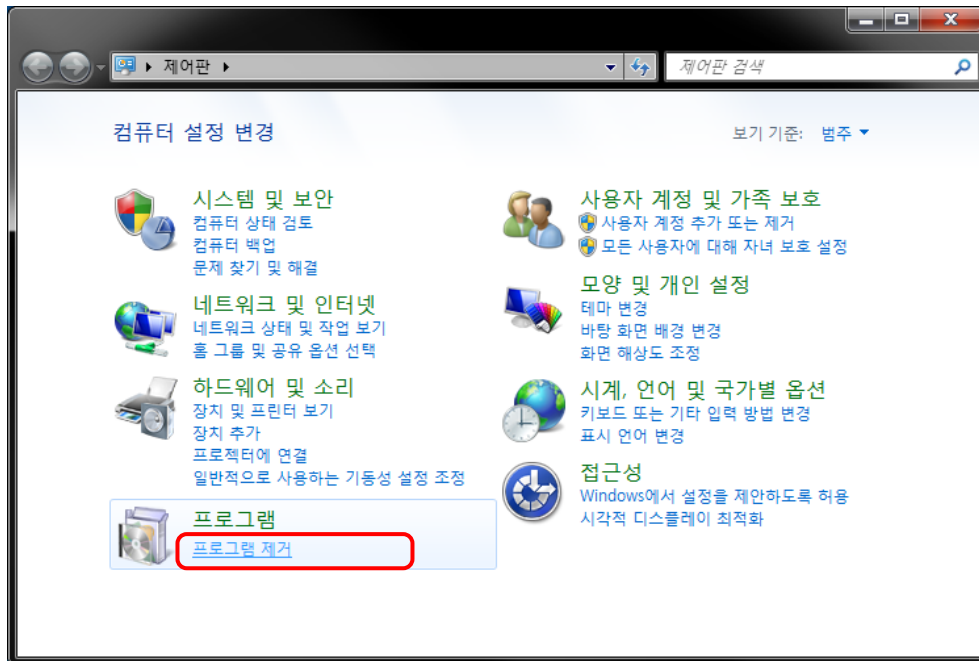 제어판
제어판 검색
컴퓨터 설정 변경
보기 기준: 범주
시스템 및 보안
컴퓨터 상태 검토
컴퓨터 백업
문제 찾기 및 해결
네트워크 및 인터넷
네트워크 상태 및 작업 보기
홈 그룹 및 공유 옵션 선택
하드웨어 및 소리
장치 및 프린터 보기
장치 추가
프로젝터에 연결
일반적으로 사용하는 기동성 설정 조정
프로그램
프로그램 제거
사용자 계정 및 가족 보호
사용자 계정 추가 또는 제거
모든 사용자에 대해 자녀 보호 설정
모양 및 개인 설정
테마 변경
바탕 화면 배경 변경
화면 해상도 조정
시계, 언어 및 국가별 옵션
키보드 또는 기타 입력 방법 변경
표시 언어 변경
접근성
Windows에서 설정을 제안하도록 허용
시각적 디스플레이 최적화